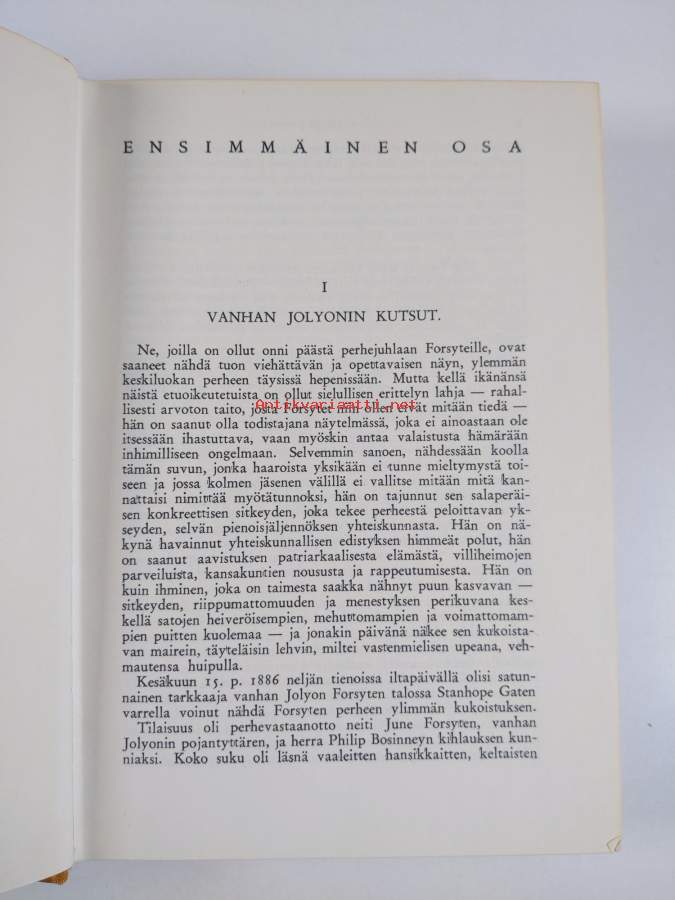 ENSIMMÄINEN OSA
I
VANHAN JOLYONIN KUTSUT.
Ne, joilla on ollut onni päästä perhejuhlaan Forsyteille, ovat
saaneet nähdä tuon viehättävän ja opettavaisen näyn, ylemmän
keskiluokan perheen täysissä hepenissään. Mutta kellä ikänänsä
näistä etuoikeutetuista on ollut sielullisen erittelyn lahja — rahal-
lisesti arvoton taito, josta Forsytet niin ollen eivät mitään tiedä —
Antikvariaatti.net
hän on saanut olla todistajana näytelmässä, joka ei ainoastaan ole
itsessään ihastuttava, vaan myöskin antaa valaistusta hämärään
inhimilliseen ongelmaan. Selvemmin sanoen, nähdessään koolla
tämän suvun, jonka haaroista yksikään ei tunne mieltymystä toi-
seen ja jossa kolmen jäsenen välillä ei vallitse mitään mitä kan-
nattaisi nimittää myötätunnoksi, hän on tajunnut sen salaperäi-
sen konkreettisen sitkeyden, joka tekee perheestä peloittavan yk-
seyden, selvän pienoisjäljennöksen yhteiskunnasta. Hän on nä-
kynä havainnut yhteiskunnallisen edistyksen himmeät polut, hän
on saanut aavistuksen patriarkaalisesta elämästä, villiheimojen
parveiluista, kansakuntien noususta ja rappeutumisesta. Hän on
kuin ihminen, joka on taimesta saakka nähnyt puun kasvavan —
sitkeyden, riippumattomuuden ja menestyksen perikuvana kes-
kellä satojen heiveröisempien, mehuttomampien ja voimattomam-
pien puitten kuolemaa — ja jonakin päivänä näkee sen kukoista-
van mairein, täyteläisin lehvin, miltei vastenmielisen upeana, veh-
mautensa huipulla.
Kesäkuun 15. p. 1886 neljän tienoissa iltapäivällä olisi satun-
nainen tarkkaaja vanhan Jolyon Forsyten talossa Stanhope Gaten
varrella voinut nähdä Forsyten perheen ylimmän kukoistuksen.
Tilaisuus oli perhevastaanotto neiti June Forsyten, vanhan
Jolyonin pojantyttären, ja herra Philip Bosinneyn kihlauksen kun-
niaksi. Koko suku oli läsnä vaaleitten hansikkaitten, keltaisten